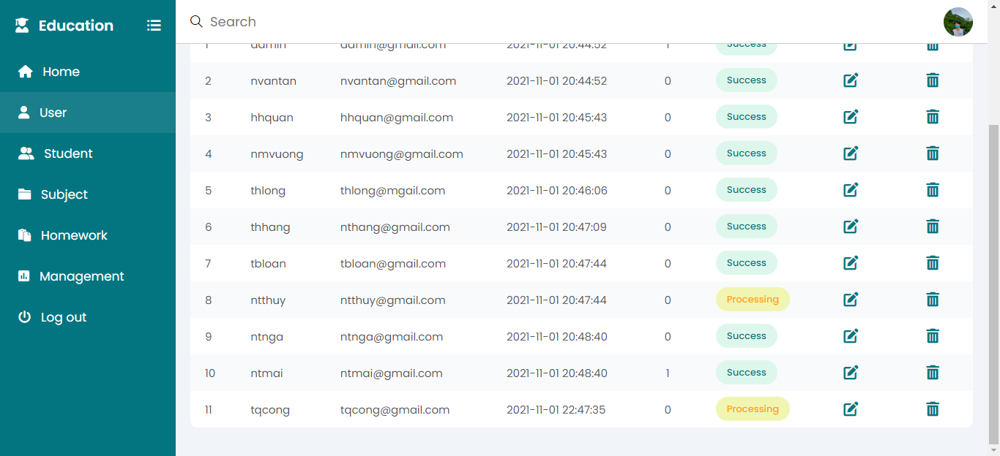 Education
Home
User
Student
Subject
Homework
Management
Log out
Search
1 admin admin@gmail.com 2021-11-01 20:44:52 1 Success
2 nvantan nvantan@gmail.com 2021-11-01 20:44:52 0 Success
3 hhquan hhquan@gmail.com 2021-11-01 20:45:43 0 Success
4 nmvuong nmvuong@gmail.com 2021-11-01 20:45:43 0 Success
5 thlong thlong@mgail.com 2021-11-01 20:46:06 0 Success
6 thhang nthang@gmail.com 2021-11-01 20:47:09 0 Success
7 tbloan tbloan@gmail.com 2021-11-01 20:47:44 0 Success
8 ntthuy ntthuy@gmail.com 2021-11-01 20:47:44 0 Processing
9 ntnga ntnga@gmail.com 2021-11-01 20:48:40 0 Success
10 ntmai ntmai@gmail.com 2021-11-01 20:48:40 1 Success
11 tqcong tqcong@gmail.com 2021-11-01 22:47:35 0 Processing